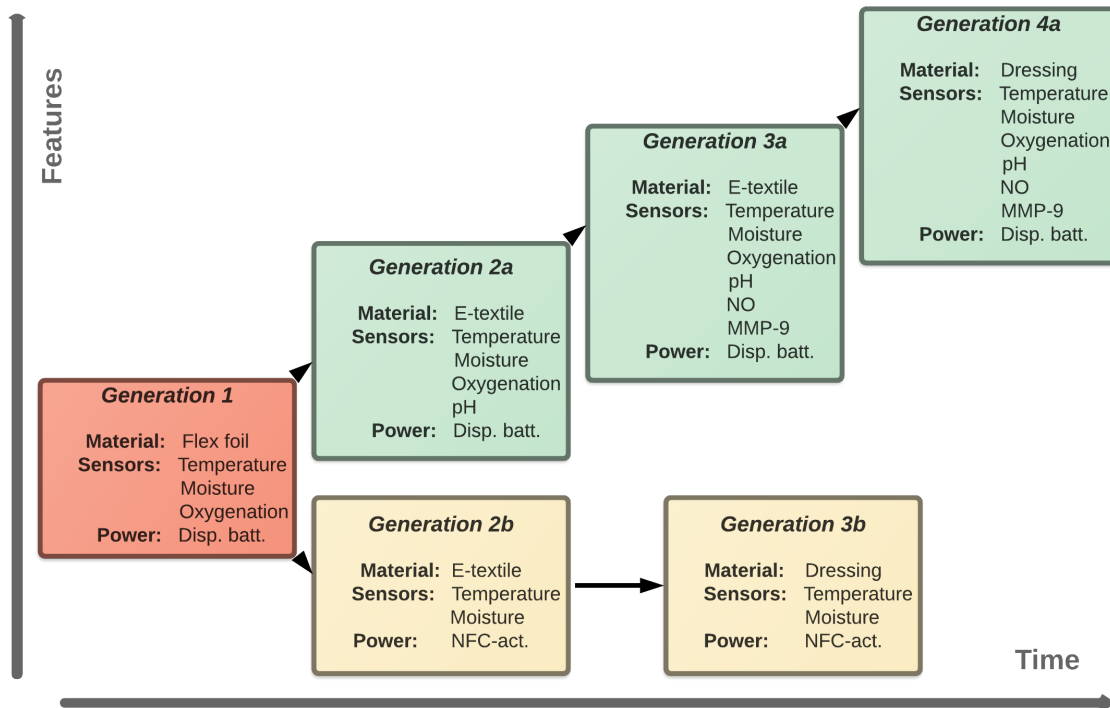 Features
Generation 4a
Material: Dressing
Sensors: Temperature
Moisture
Oxygenation
pH
NO
MMP-9
Power: Disp. batt.
Generation 3a
Material: E-textile
Sensors: Temperature
Moisture
Oxygenation
pH
NO
MMP-9
Power: Disp. batt.
Generation 2a
Material: E-textile
Sensors: Temperature
Moisture
Oxygenation
pH
Power: Disp. batt.
Generation 1
Material: Flex foil
Sensors: Temperature
Moisture
Oxygenation
Power: Disp. batt.
Generation 2b
Material: E-textile
Sensors: Temperature
Moisture
Power: NFC-act.
Generation 3b
Material: Dressing
Sensors: Temperature
Moisture
Power: NFC-act.
Time